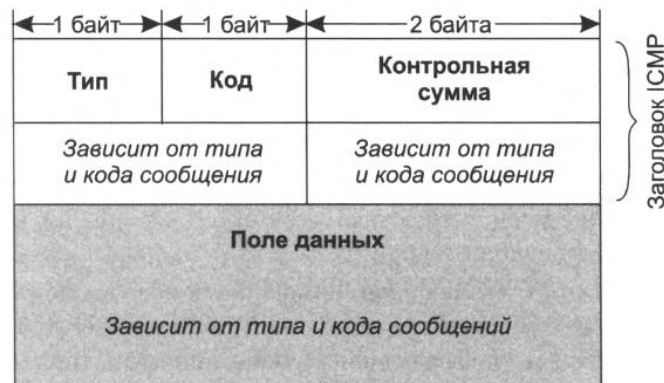 1 байт 1 байт 2 байта
Тип Код Контрольная
сумма
Зависит от типа Зависит от типа
и кода сообщения и кода сообщения
Поле данных
Зависит от типа и кода сообщений
Заголовок ICMP